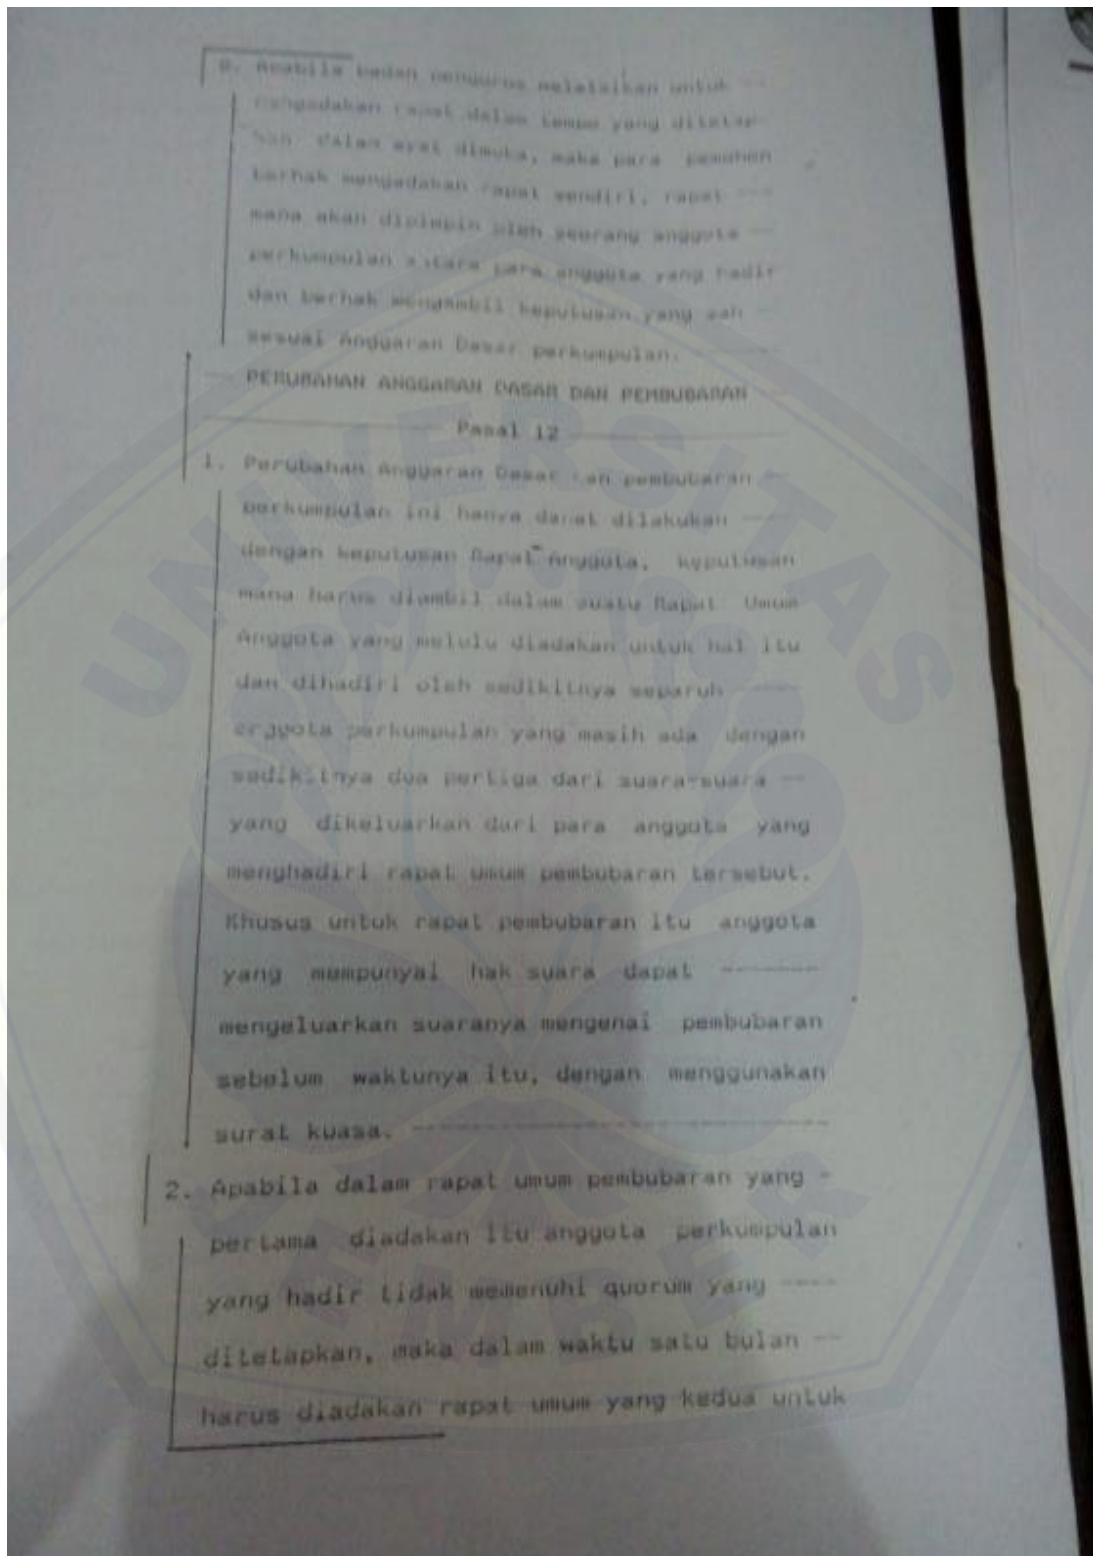 8. Apabila badan pengurus melalaikan untuk --
mengadakan rapat dalam tempo yang ditetap-
kan dalam ayat dimuka, maka para pemohon
berhak mengadakan rapat sendiri, rapat ---
mana akan dipimpin oleh seorang anggota --
perkumpulan antara para anggota yang hadir
dan berhak mengambil keputusan yang sah -
sesuai Anggaran Dasar perkumpulan. --------
--- PERUBAHAN ANGGARAN DASAR DAN PEMBUBARAN ---
-------------------- Pasal 12 --------------------
1. Perubahan Anggaran Dasar dan pembubaran --
perkumpulan ini hanya dapat dilakukan ----
dengan keputusan Rapat Anggota, keputusan
mana harus diambil dalam suatu Rapat Umum
Anggota yang melulu diadakan untuk hal itu
dan dihadiri oleh sedikitnya separuh -----
anggota perkumpulan yang masih ada dengan
sedikitnya dua pertiga dari suara-suara --
yang dikeluarkan dari para anggota yang
menghadiri rapat umum pembubaran tersebut.
Khusus untuk rapat pembubaran itu anggota
yang mempunyai hak suara dapat -------
mengeluarkan suaranya mengenai pembubaran
sebelum waktunya itu, dengan menggunakan
surat kuasa. -----------------------------
2. Apabila dalam rapat umum pembubaran yang -
pertama diadakan itu anggota perkumpulan
yang hadir tidak memenuhi quorum yang ----
ditetapkan, maka dalam waktu satu bulan --
harus diadakan rapat umum yang kedua untuk
UNIVERSITAS
JEMBER